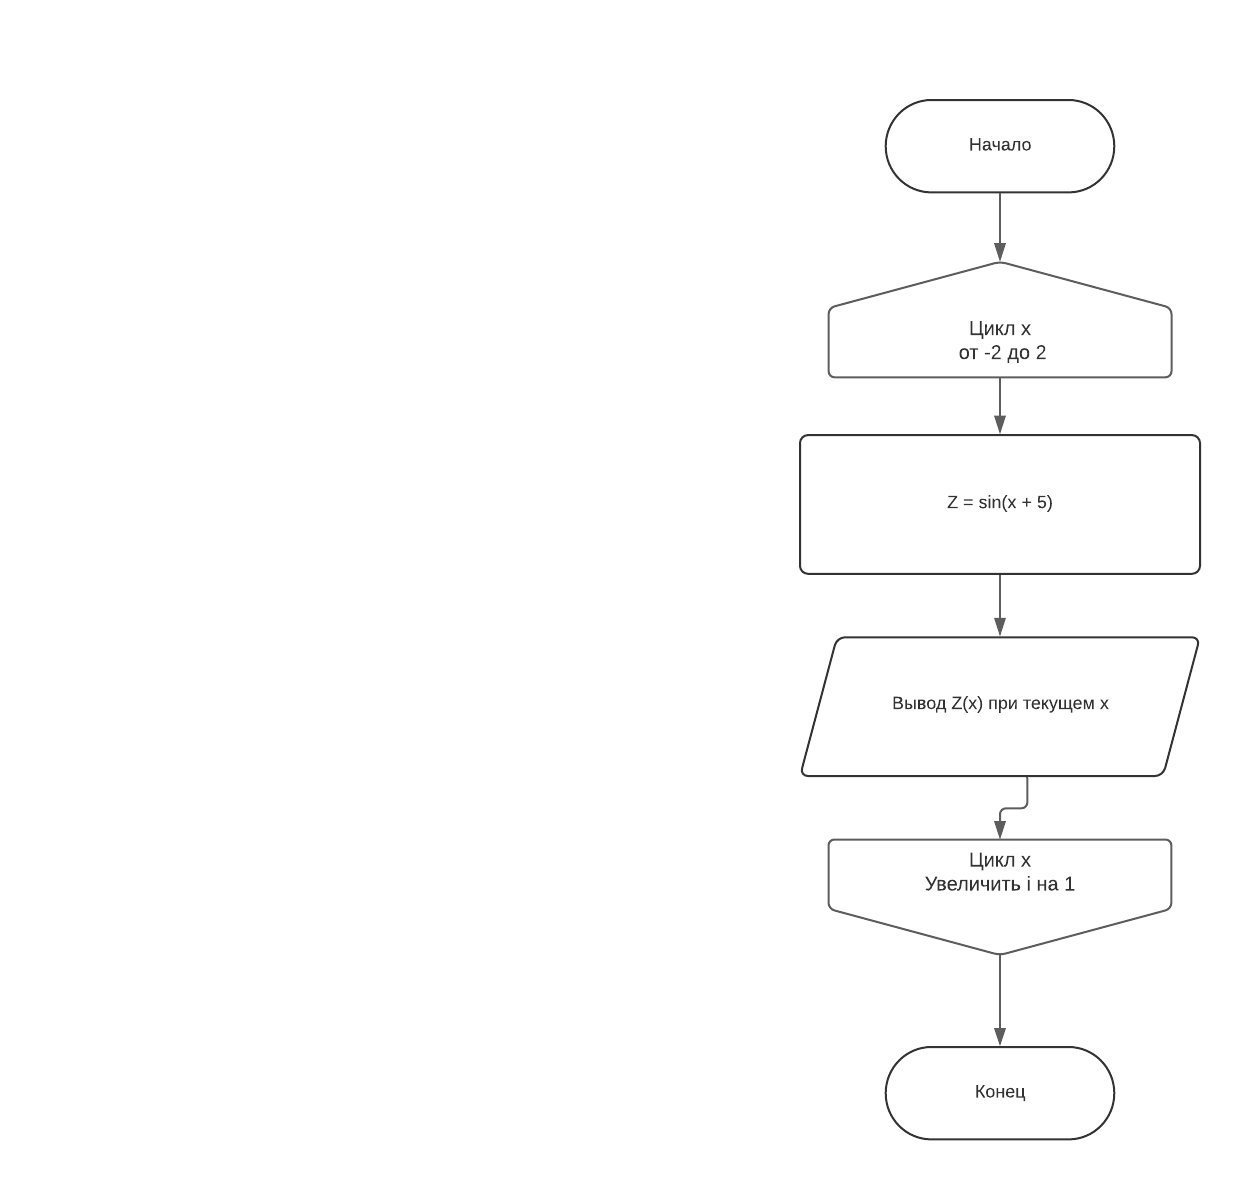 Начало
Цикл x
от -2 до 2
Z = sin(x + 5)
Вывод Z(x) при текущем x
Цикл x
Увеличить i на 1
Конец